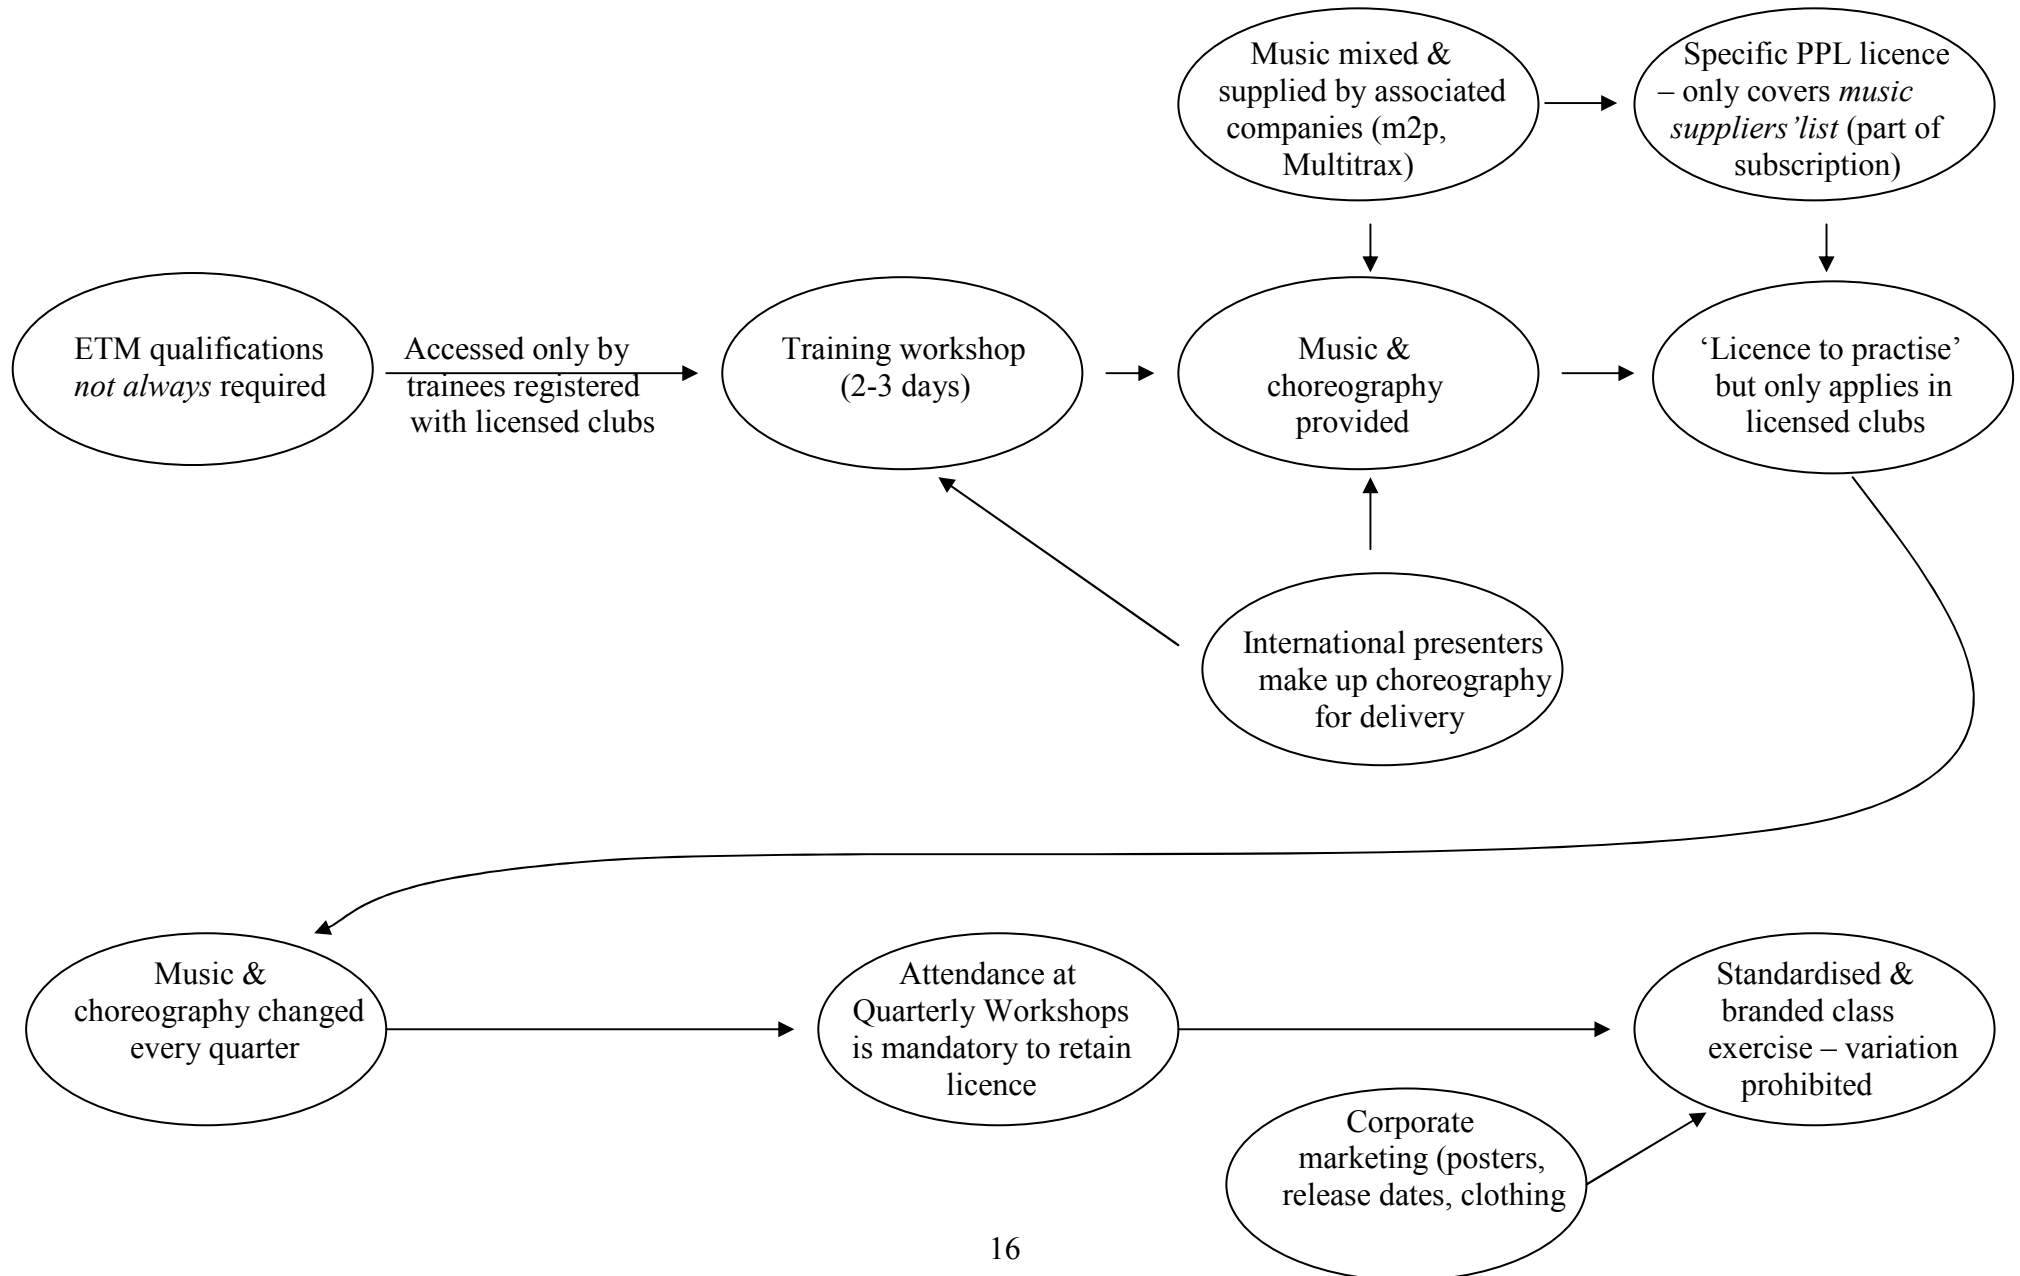 Music mixed &
supplied by associated
companies (m2p,
Multitrax)
Specific PPL licence
– only covers music
suppliers’list (part of
subscription)
ETM qualifications
not always required
Accessed only by
trainees registered
with licensed clubs
Training workshop
(2-3 days)
Music &
choreography
provided
‘Licence to practise’
but only applies in
licensed clubs
International presenters
make up choreography
for delivery
Music &
choreography changed
every quarter
Attendance at
Quarterly Workshops
is mandatory to retain
licence
Standardised &
branded class
exercise – variation
prohibited
Corporate
marketing (posters,
release dates, clothing
16